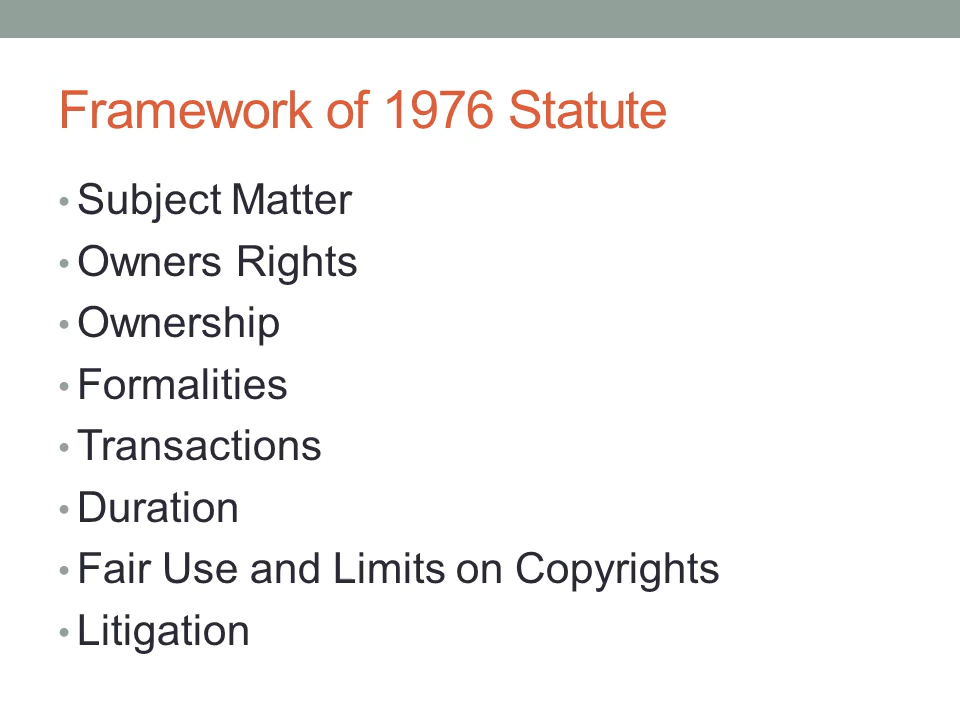 Framework of 1976 Statute
• Subject Matter
• Owners Rights
• Ownership
• Formalities
• Transactions
• Duration
• Fair Use and Limits on Copyrights
• Litigation